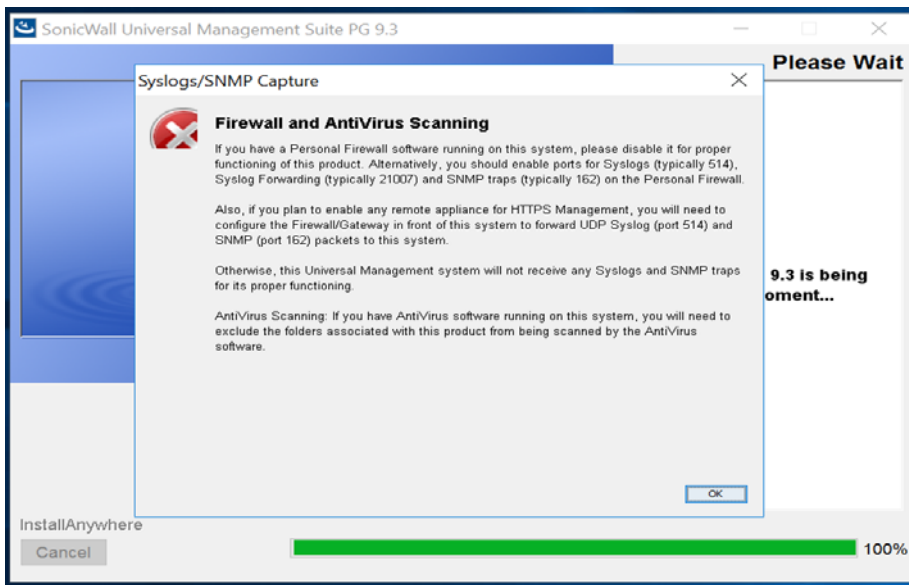 SonicWall Universal Management Suite PG 9.3
Please Wait
Syslogs/SNMP Capture
Firewall and AntiVirus Scanning
If you have a Personal Firewall software running on this system, please disable it for proper
functioning of this product. Alternatively, you should enable ports for Syslogs (typically 514),
Syslog Forwarding (typically 21007) and SNMP traps (typically 162) on the Personal Firewall.
Also, if you plan to enable any remote appliance for HTTPS Management, you will need to
configure the Firewall/Gateway in front of this system to forward UDP Syslog (port 514) and
SNMP (port 162) packets to this system.
Otherwise, this Universal Management system will not receive any Syslogs and SNMP traps
for its proper functioning.
AntiVirus Scanning: If you have AntiVirus software running on this system, you will need to
exclude the folders associated with this product from being scanned by the AntiVirus
software.
OK
9.3 is being
oment...
InstallAnywhere
Cancel
100%